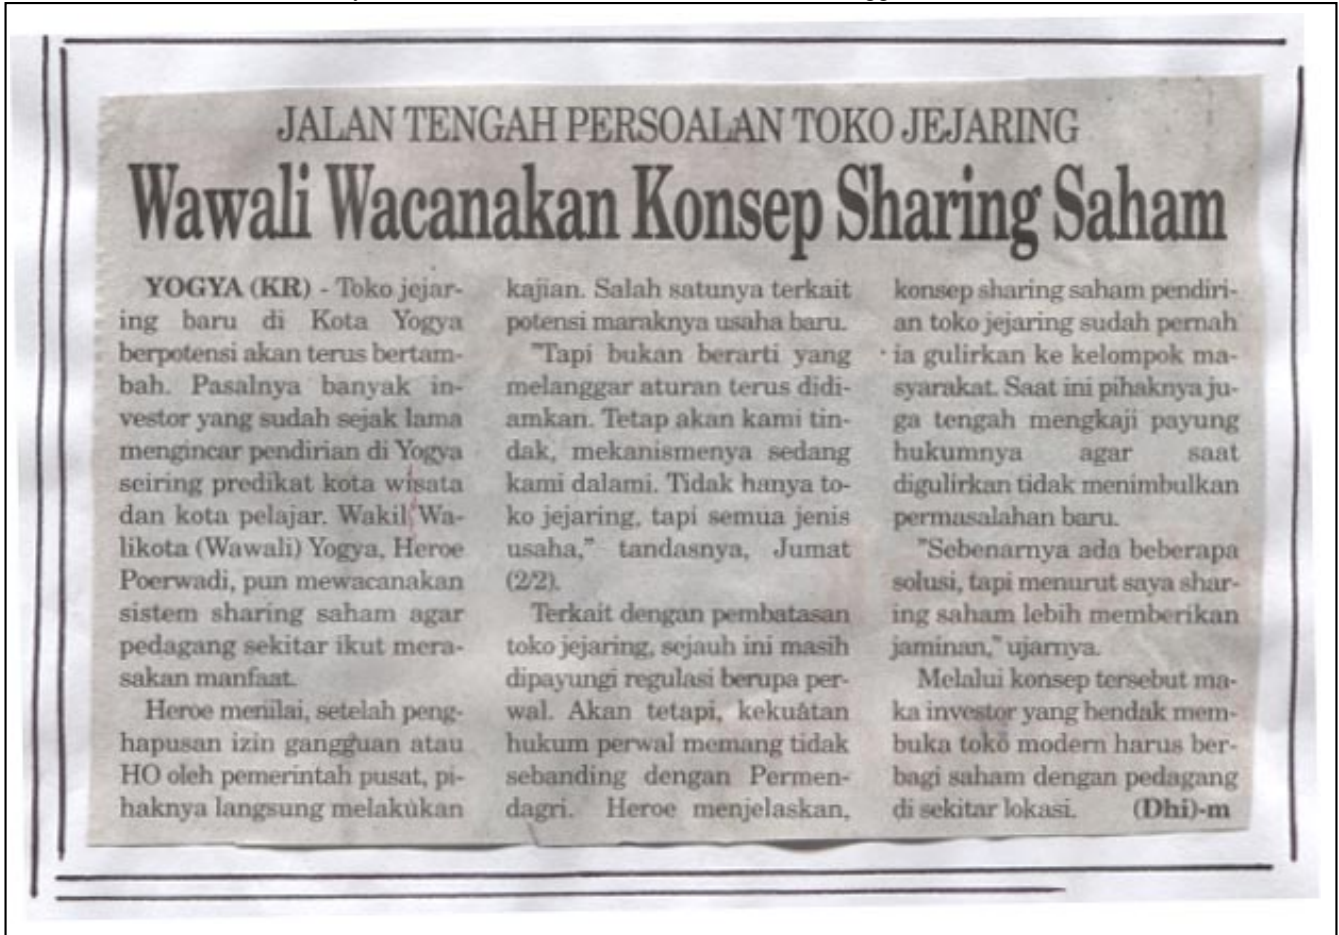 JALAN TENGAH PERSOALAN TOKO JEJARING
Wawali Wacanakan Konsep Sharing Saham
YOGYA (KR) - Toko jejar-
ing baru di Kota Yogya
berpotensi akan terus bertam-
bah. Pasalnya banyak in-
vestor yang sudah sejak lama
mengincar pendirian di Yogya
seiring predikat kota wisata
dan kota pelajar. Wakil Wa-
likota (Wawali) Yogya, Heroe
Poerwadi, pun mewacanakan
sistem sharing saham agar
pedagang sekitar ikut mera-
sakan manfaat.
Heroe menilai, setelah peng-
hapusan izin gangguan atau
HO oleh pemerintah pusat, pi-
haknya langsung melakukan
kajian. Salah satunya terkait
potensi maraknya usaha baru.
"Tapi bukan berarti yang
melanggar aturan terus didi-
amkan. Tetap akan kami tin-
dak, mekanismenya sedang
kami dalami. Tidak hanya to-
ko jejaring, tapi semua jenis
usaha," tandasnya, Jumat
(2/2).
Terkait dengan pembatasan
toko jejaring, sejauh ini masih
dipayungi regulasi berupa per-
wal. Akan tetapi, kekuatan
hukum perwal memang tidak
sebanding dengan Permen-
dagri. Heroe menjelaskan,
konsep sharing saham pendiri-
an toko jejaring sudah pernah
ia gulirkan ke kelompok ma-
syarakat. Saat ini pihaknya ju-
ga tengah mengkaji payung
hukumnya agar saat
digulirkan tidak menimbulkan
permasalahan baru.
"Sebenarnya ada beberapa
solusi, tapi menurut saya shar-
ing saham lebih memberikan
jaminan," ujarnya.
Melalui konsep tersebut ma-
ka investor yang hendak mem-
buka toko modern harus ber-
bagi saham dengan pedagang
di sekitar lokasi. (Dhi)-m